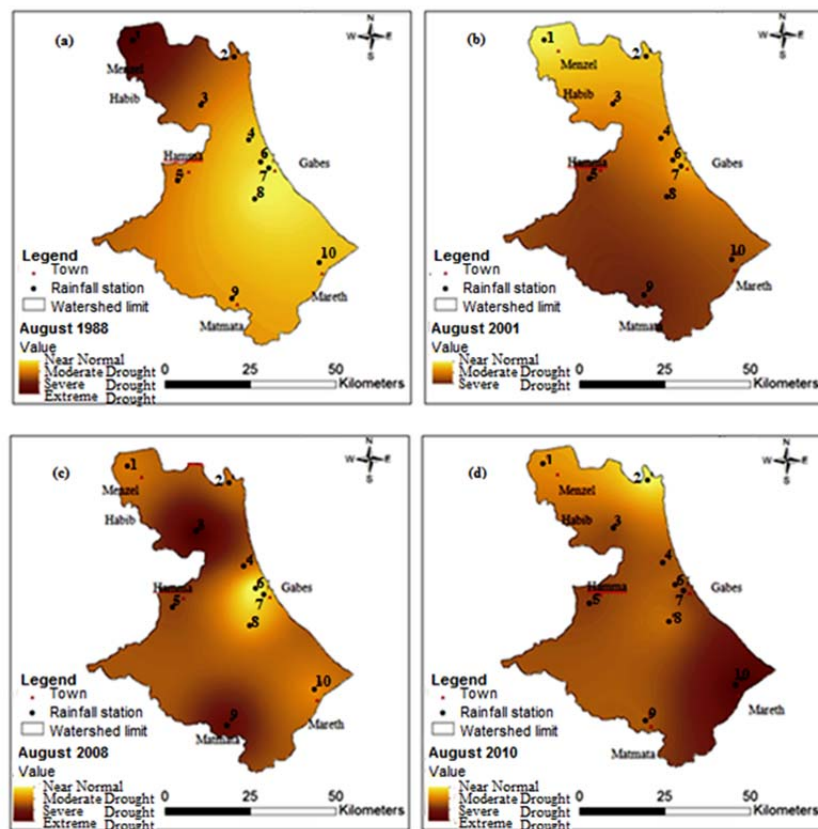 (a)
N
W E
S
1
2
Menzel
Habib
3
4
Hamma
6
Gabes
5
7
8
10
9
Mareth
Matmata
Legend
Town
Rainfall station
Watershed limit
August 1988
Value
Near Normal
Moderate Drought
Severe Drought
Extreme Drought
0 25 50
Kilometers
(b)
N
W E
S
1
2
Menzel
Habib
3
4
Hamma
6
Gabes
5
7
8
10
9
Mareth
Matmata
Legend
Town
Rainfall station
Watershed limit
August 2001
Value
Near Normal
Moderate Drought
Severe Drought
Extreme Drought
0 25 50
Kilometers
(c)
N
W E
S
1
2
Menzel
Habib
3
4
Hamma
6
Gabes
5
7
8
10
9
Mareth
Matmata
Legend
Town
Rainfall station
Watershed limit
August 2008
Value
Near Normal
Moderate Drought
Severe Drought
Extreme Drought
0 25 50
Kilometers
(d)
N
W E
S
1
2
Menzel
Habib
3
4
Hamma
6
Gabes
5
7
8
10
9
Mareth
Matmata
Legend
Town
Rainfall station
Watershed limit
August 2010
Value
Near Normal
Moderate Drought
Severe Drought
Extreme Drought
0 25 50
Kilometers